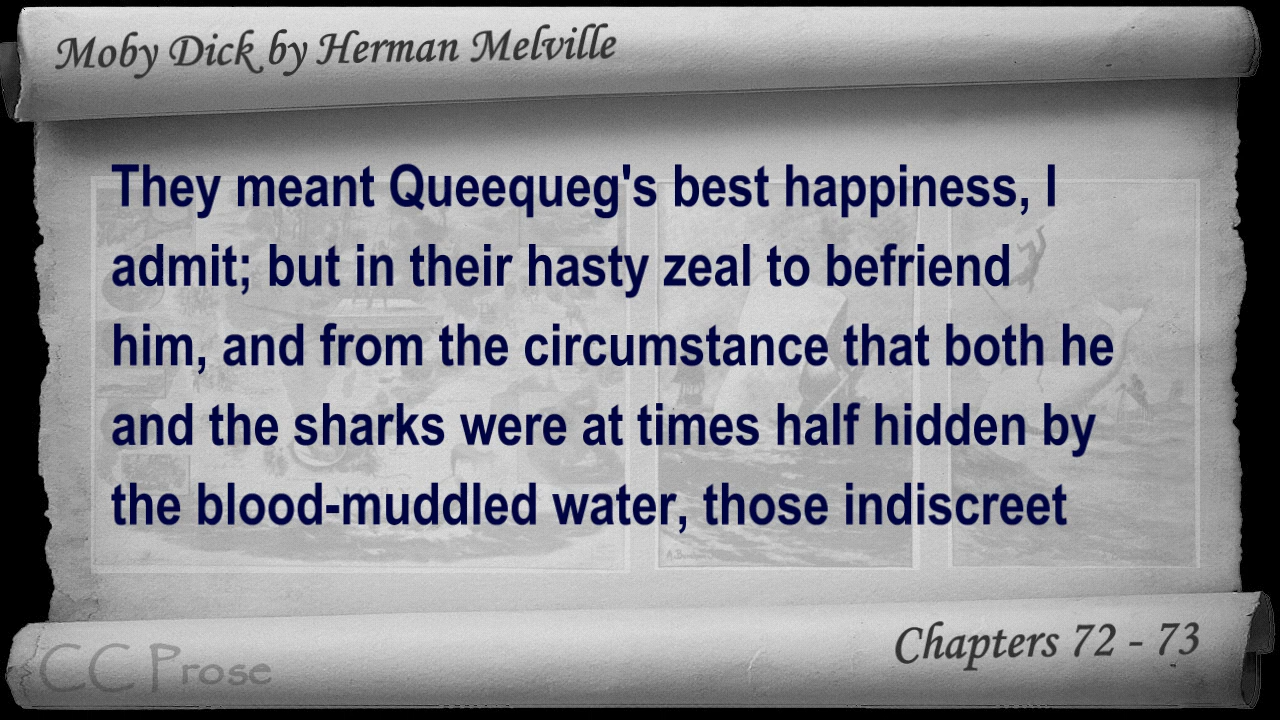 Moby Dick by Herman Melville
They meant Queequeg's best happiness, I
admit; but in their hasty zeal to befriend
him, and from the circumstance that both he
and the sharks were at times half hidden by
the blood-muddled water, those indiscreet
Chapters 72 - 73
CC Prose